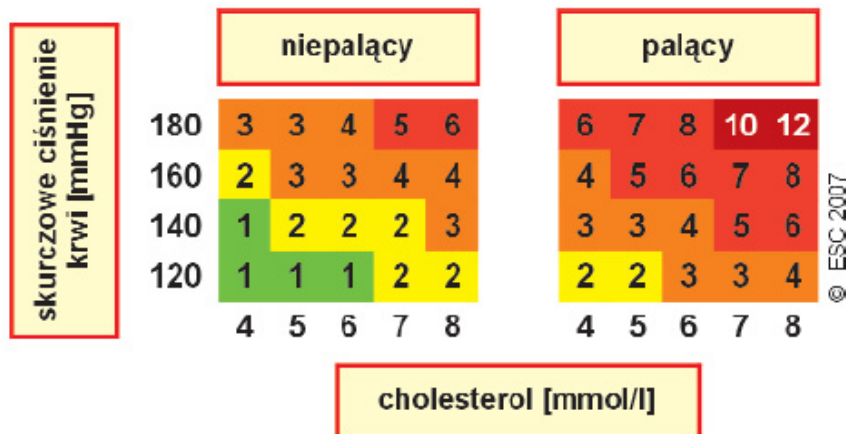 niepalący palący
skurczowe ciśnienie
krwi [mmHg]
180 3 3 4 5 6 6 7 8 10 12
160 2 3 3 4 4 4 5 6 7 8
140 1 2 2 2 3 3 3 4 5 6
120 1 1 1 2 2 2 2 3 3 4
4 5 6 7 8 4 5 6 7 8
© ESC 2007
cholesterol [mmol/l]